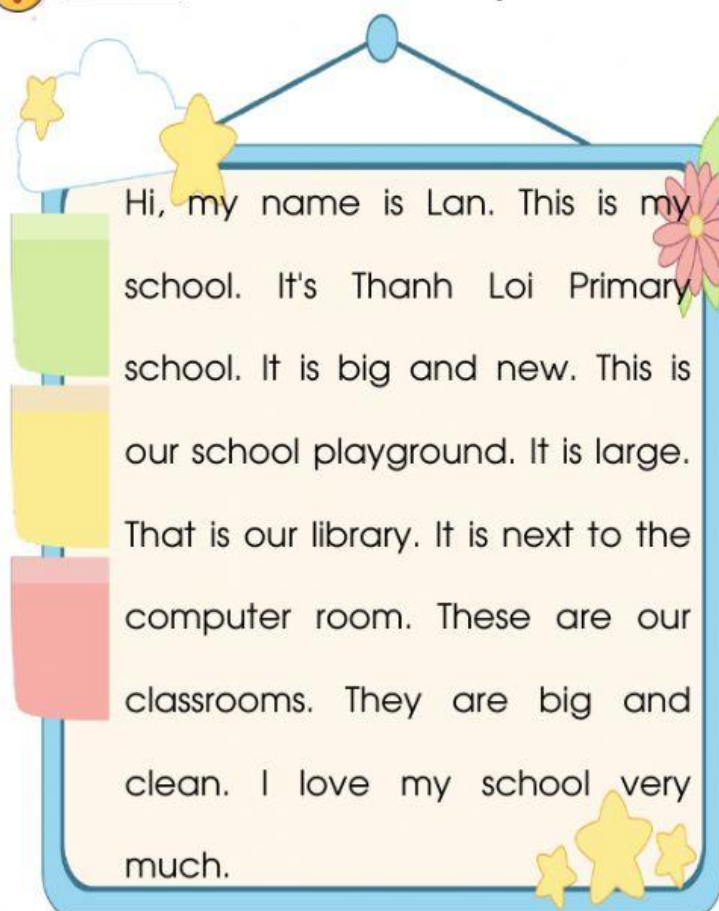 Hi, my name is Lan. This is my
school. It's Thanh Loi Primary
school. It is big and new. This is
our school playground. It is large.
That is our library. It is next to the
computer room. These are our
classrooms. They are big and
clean. I love my school very
much.